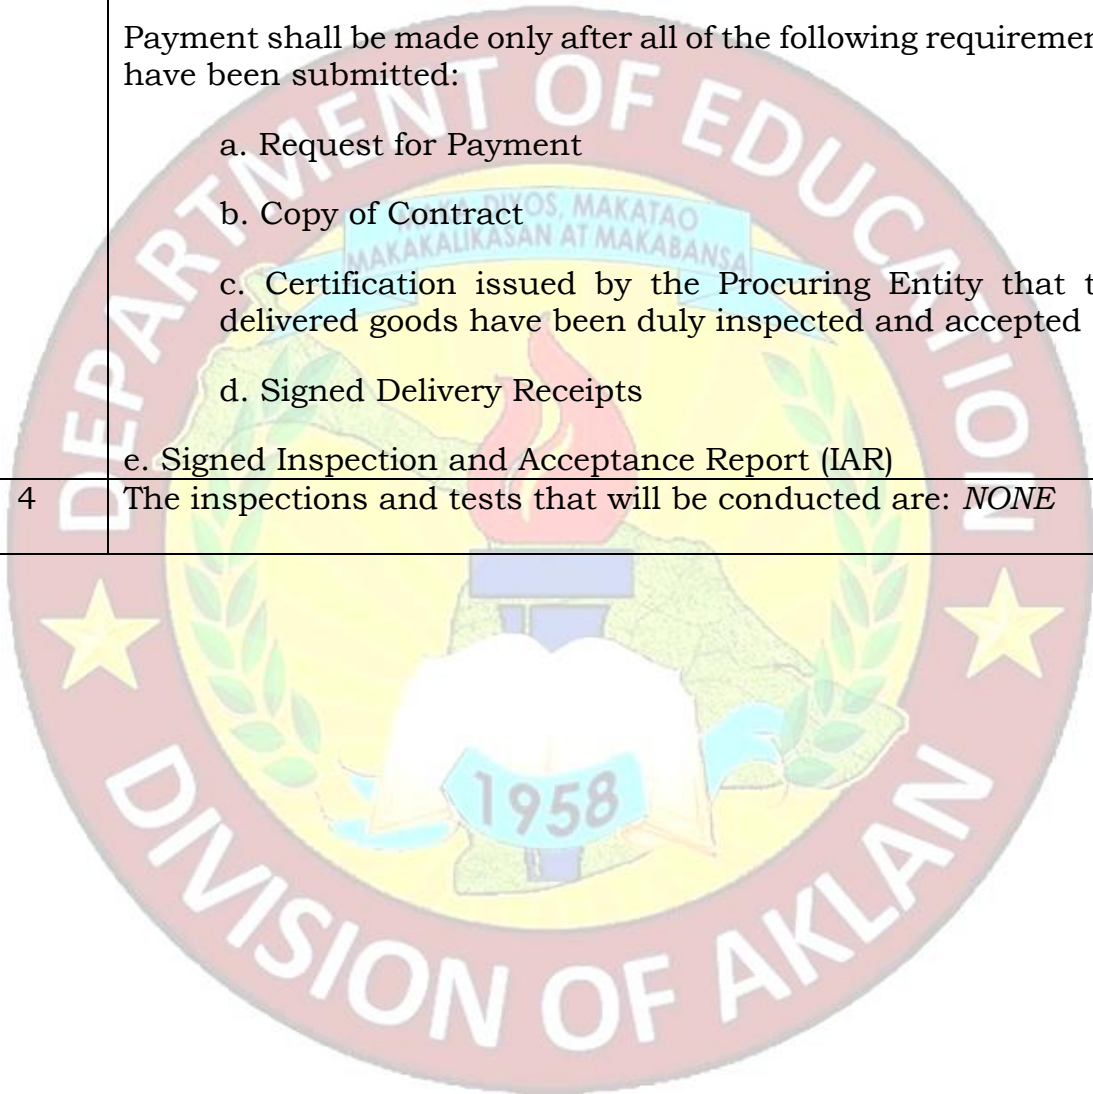 Payment shall be made only after all of the following requiremen
have been submitted:
a. Request for Payment
b. Copy of Contract
c. Certification issued by the Procuring Entity that t
delivered goods have been duly inspected and accepted
d. Signed Delivery Receipts
e. Signed Inspection and Acceptance Report (IAR)
4 The inspections and tests that will be conducted are: NONE
DEPARTMENT OF EDUCATION
DIYOS, MAKATAO
MAKAKALIKASAN AT MAKABANSA
1958
DIVISION OF AKLAN